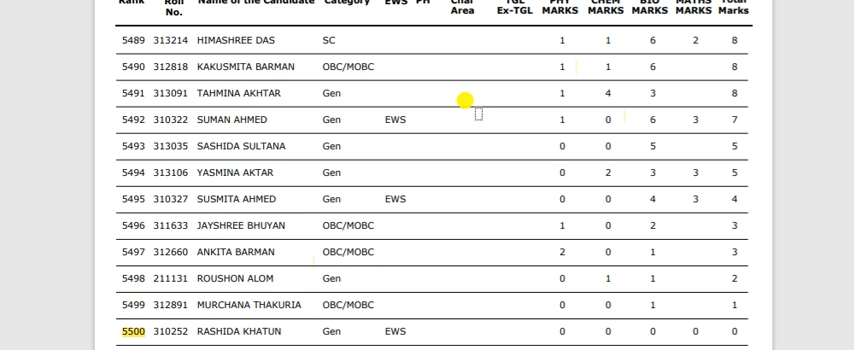 Rank Roll No. Name of the Candidate Category EWS PH Char Area TGL Ex-TGL PHY MARKS CHEM MARKS BIO MARKS MATHS MARKS Total Marks
5489 313214 HIMASHREE DAS SC 1 1 6 2 8
5490 312818 KAKUSMITA BARMAN OBC/MOBC 1 1 6 8
5491 313091 TAHMINA AKHTAR Gen 1 4 3 8
5492 310322 SUMAN AHMED Gen EWS 1 0 6 3 7
5493 313035 SASHIDA SULTANA Gen 0 0 5 5
5494 313106 YASMINA AKTAR Gen 0 2 3 3 5
5495 310327 SUSMITA AHMED Gen EWS 0 0 4 3 4
5496 311633 JAYSHREE BHUYAN OBC/MOBC 1 0 2 3
5497 312660 ANKITA BARMAN OBC/MOBC 2 0 1 3
5498 211131 ROUSHON ALOM Gen 0 1 1 2
5499 312891 MURCHANA THAKURIA OBC/MOBC 0 0 1 1
5500 310252 RASHIDA KHATUN Gen EWS 0 0 0 0 0